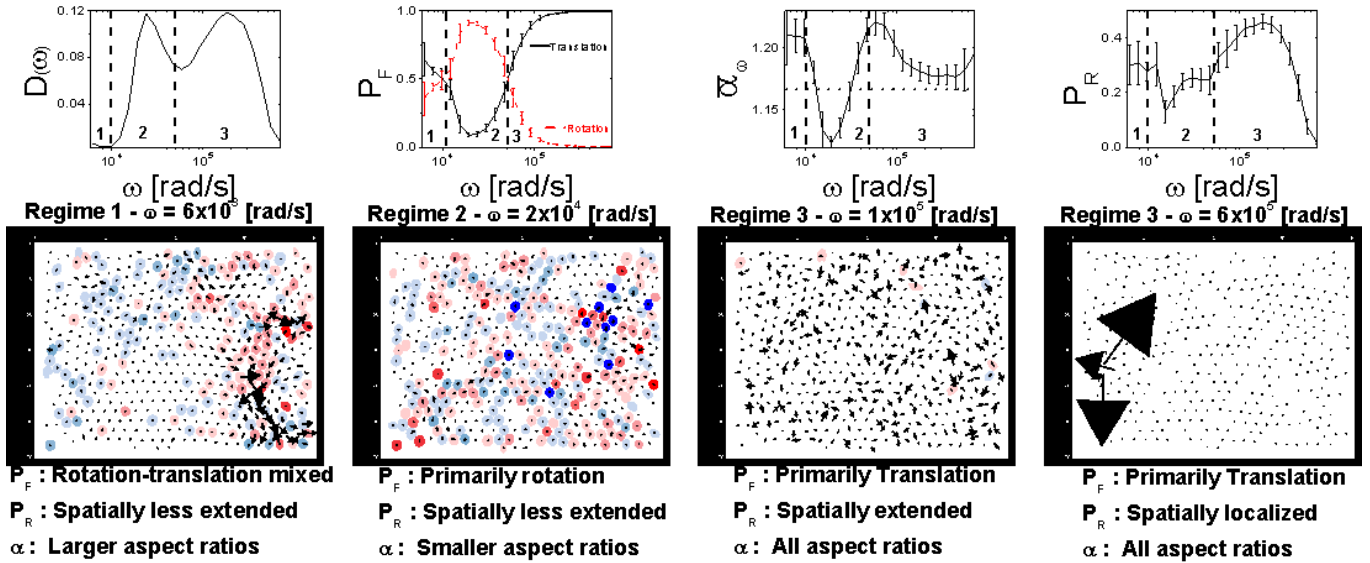 0.12
0.08
0.04
D(ω)
1
2
3
10⁴
10⁵
ω [rad/s]
1.0
0.5
0.0
P_F
Translation
Rotation
1
2
3
10⁴
10⁵
ω [rad/s]
1.20
1.15
α̅_ω
1
2
3
10⁴
10⁵
ω [rad/s]
0.4
0.2
0.0
P_R
1
2
3
10⁴
10⁵
ω [rad/s]
Regime 1 - ω = 6x10³ [rad/s]
Regime 2 - ω = 2x10⁴ [rad/s]
Regime 3 - ω = 1x10⁵ [rad/s]
Regime 3 - ω = 6x10⁵ [rad/s]
P_F : Rotation-translation mixed
P_R : Spatially less extended
α : Larger aspect ratios
P_F : Primarily rotation
P_R : Spatially less extended
α : Smaller aspect ratios
P_F : Primarily Translation
P_R : Spatially extended
α : All aspect ratios
P_F : Primarily Translation
P_R : Spatially localized
α : All aspect ratios